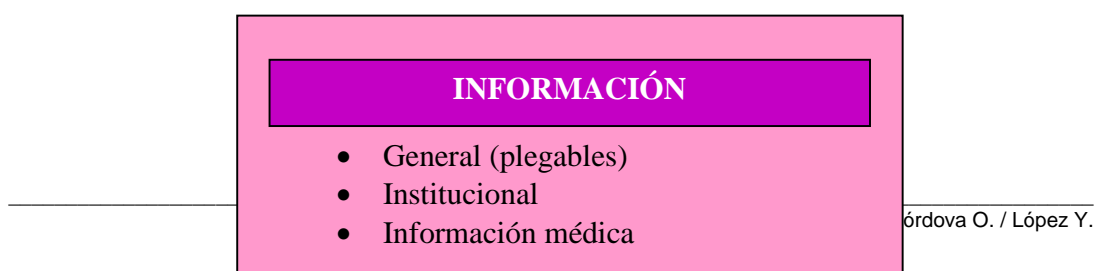 INFORMACIÓN
• General (plegables)
• Institucional
• Información médica
órdova O. / López Y.